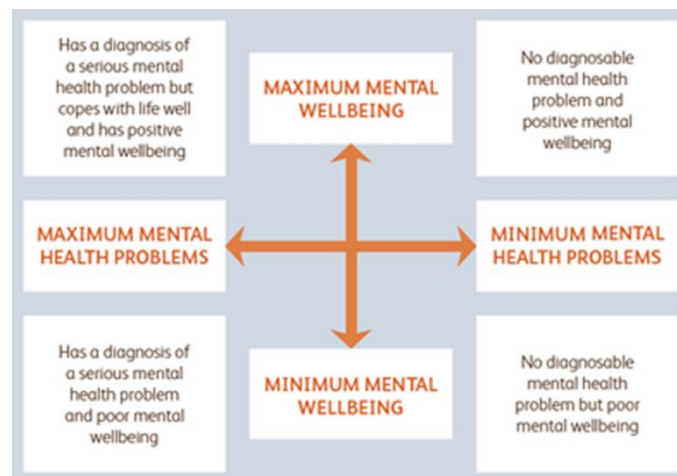 Has a diagnosis of
a serious mental
health problem but
copes with life well
and has positive
mental wellbeing
MAXIMUM MENTAL
WELLBEING
No diagnosable
mental health
problem and
positive mental
wellbeing
MAXIMUM MENTAL
HEALTH PROBLEMS
MINIMUM MENTAL
HEALTH PROBLEMS
Has a diagnosis of
a serious mental
health problem
and poor mental
wellbeing
MINIMUM MENTAL
WELLBEING
No diagnosable
mental health
problem but poor
mental wellbeing